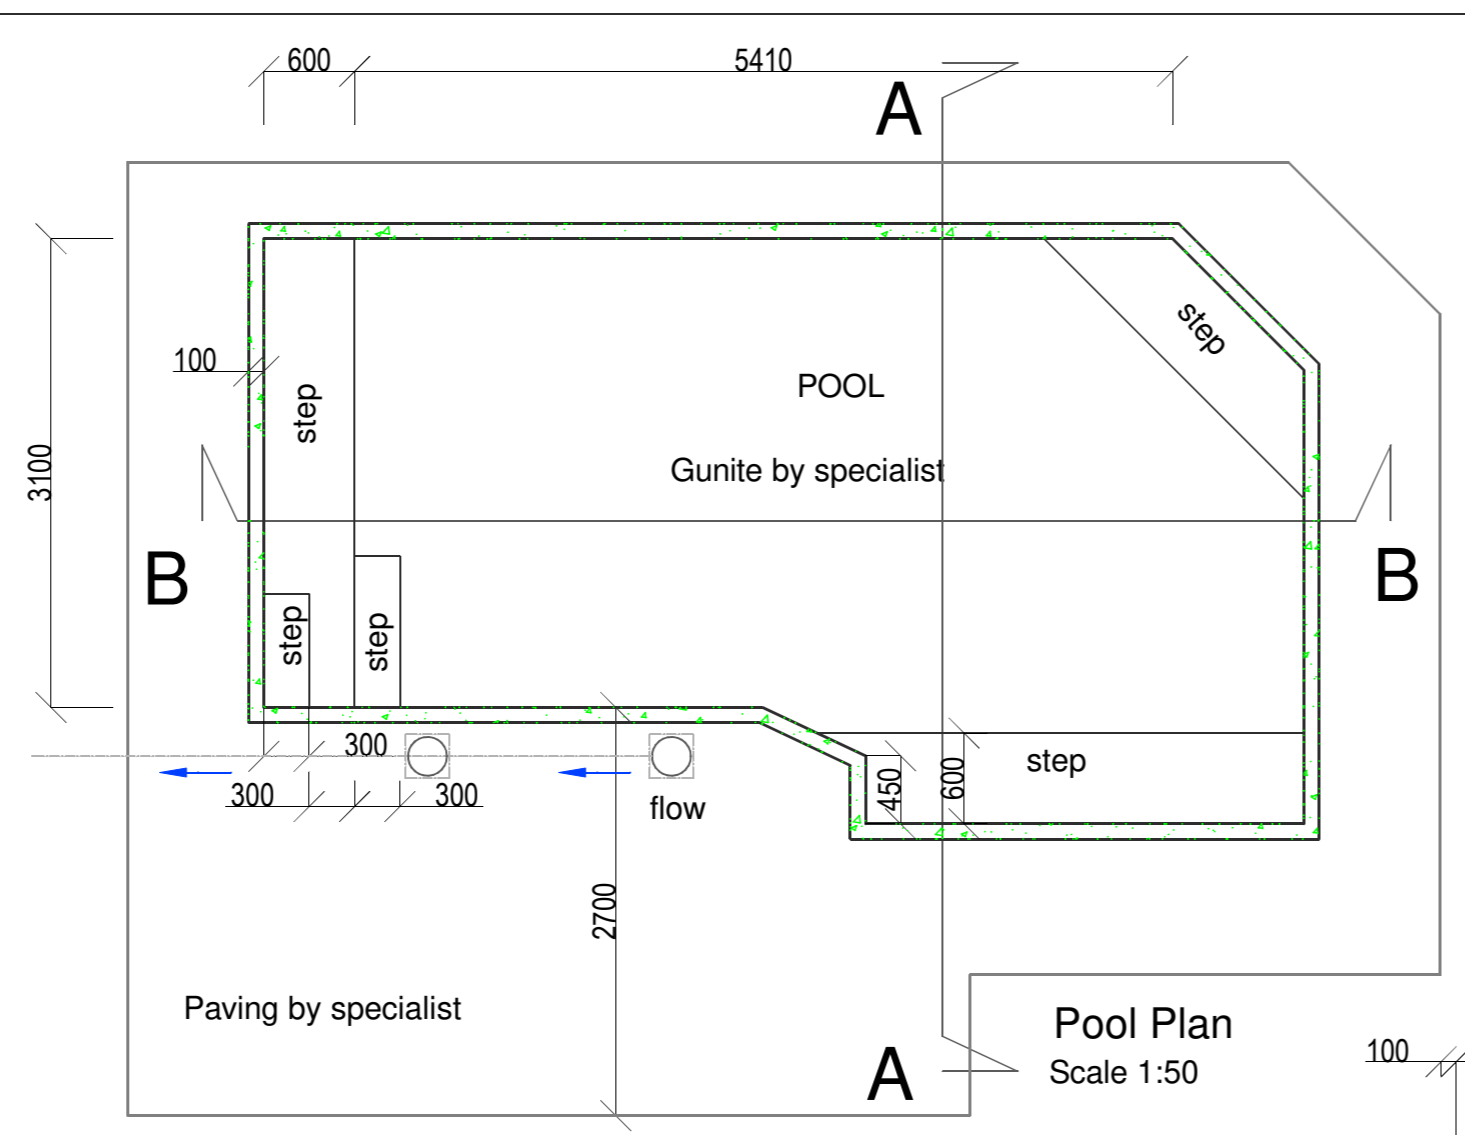 600
5410
A
100
step
step
POOL
3100
Gunite by specialist
B
B
step
step
300
300
300
flow
450
600
step
2700
Paving by specialist
Pool Plan
Scale 1:50
A
100